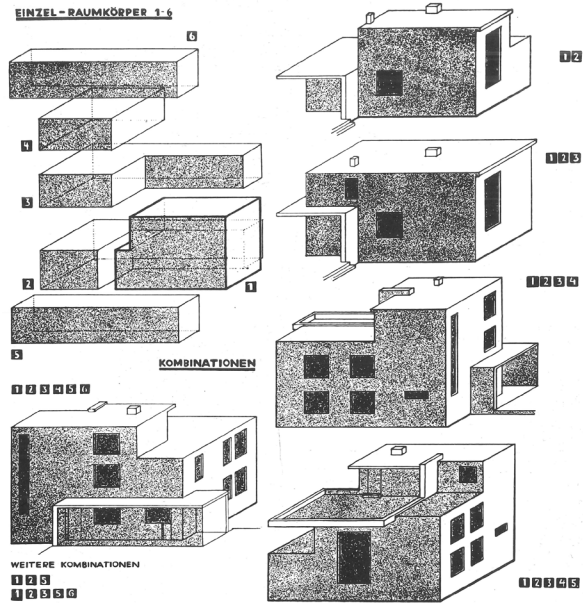 EINZEL-RAUMKÖRPER 1-6
6
4
3
2
1
5
KOMBINATIONEN
1 2 3 4 5 6
WEITERE KOMBINATIONEN
1 2 5
1 2 3 5 6
1 2
1 2 3
1 2 3 4
1 2 3 4 5